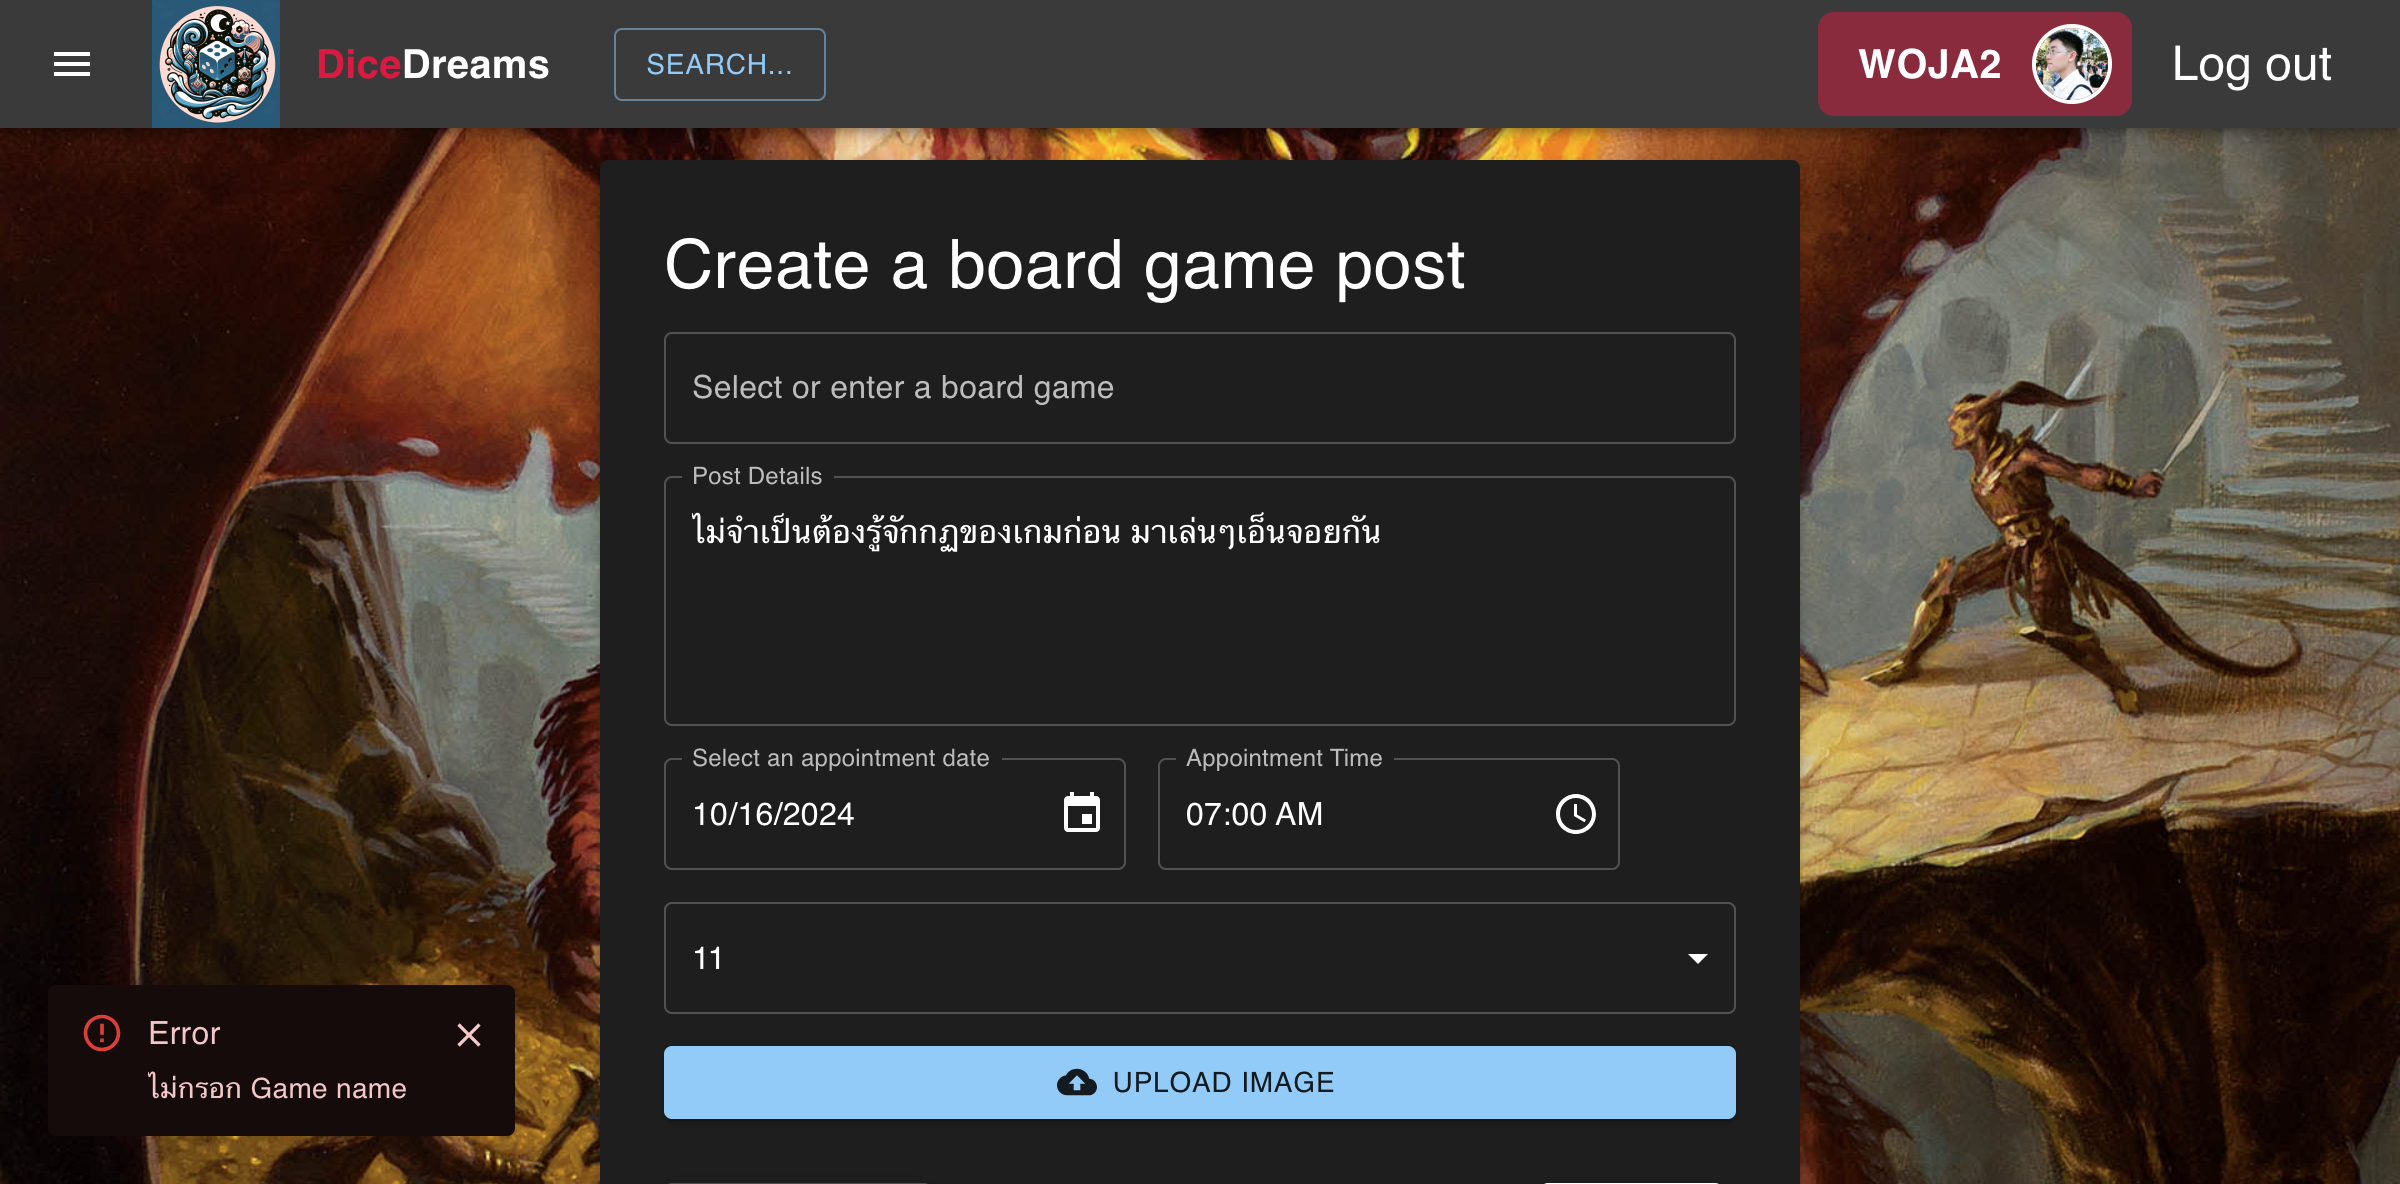 DiceDreams
SEARCH...
WOJA2
Log out
Create a board game post
Select or enter a board game
Post Details
ไม่จำเป็นต้องรู้จักกฏของเกมก่อน มาเล่นๆเอ็นจอยกัน
Select an appointment date
10/16/2024
Appointment Time
07:00 AM
11
UPLOAD IMAGE
Error
ไม่กรอก Game name